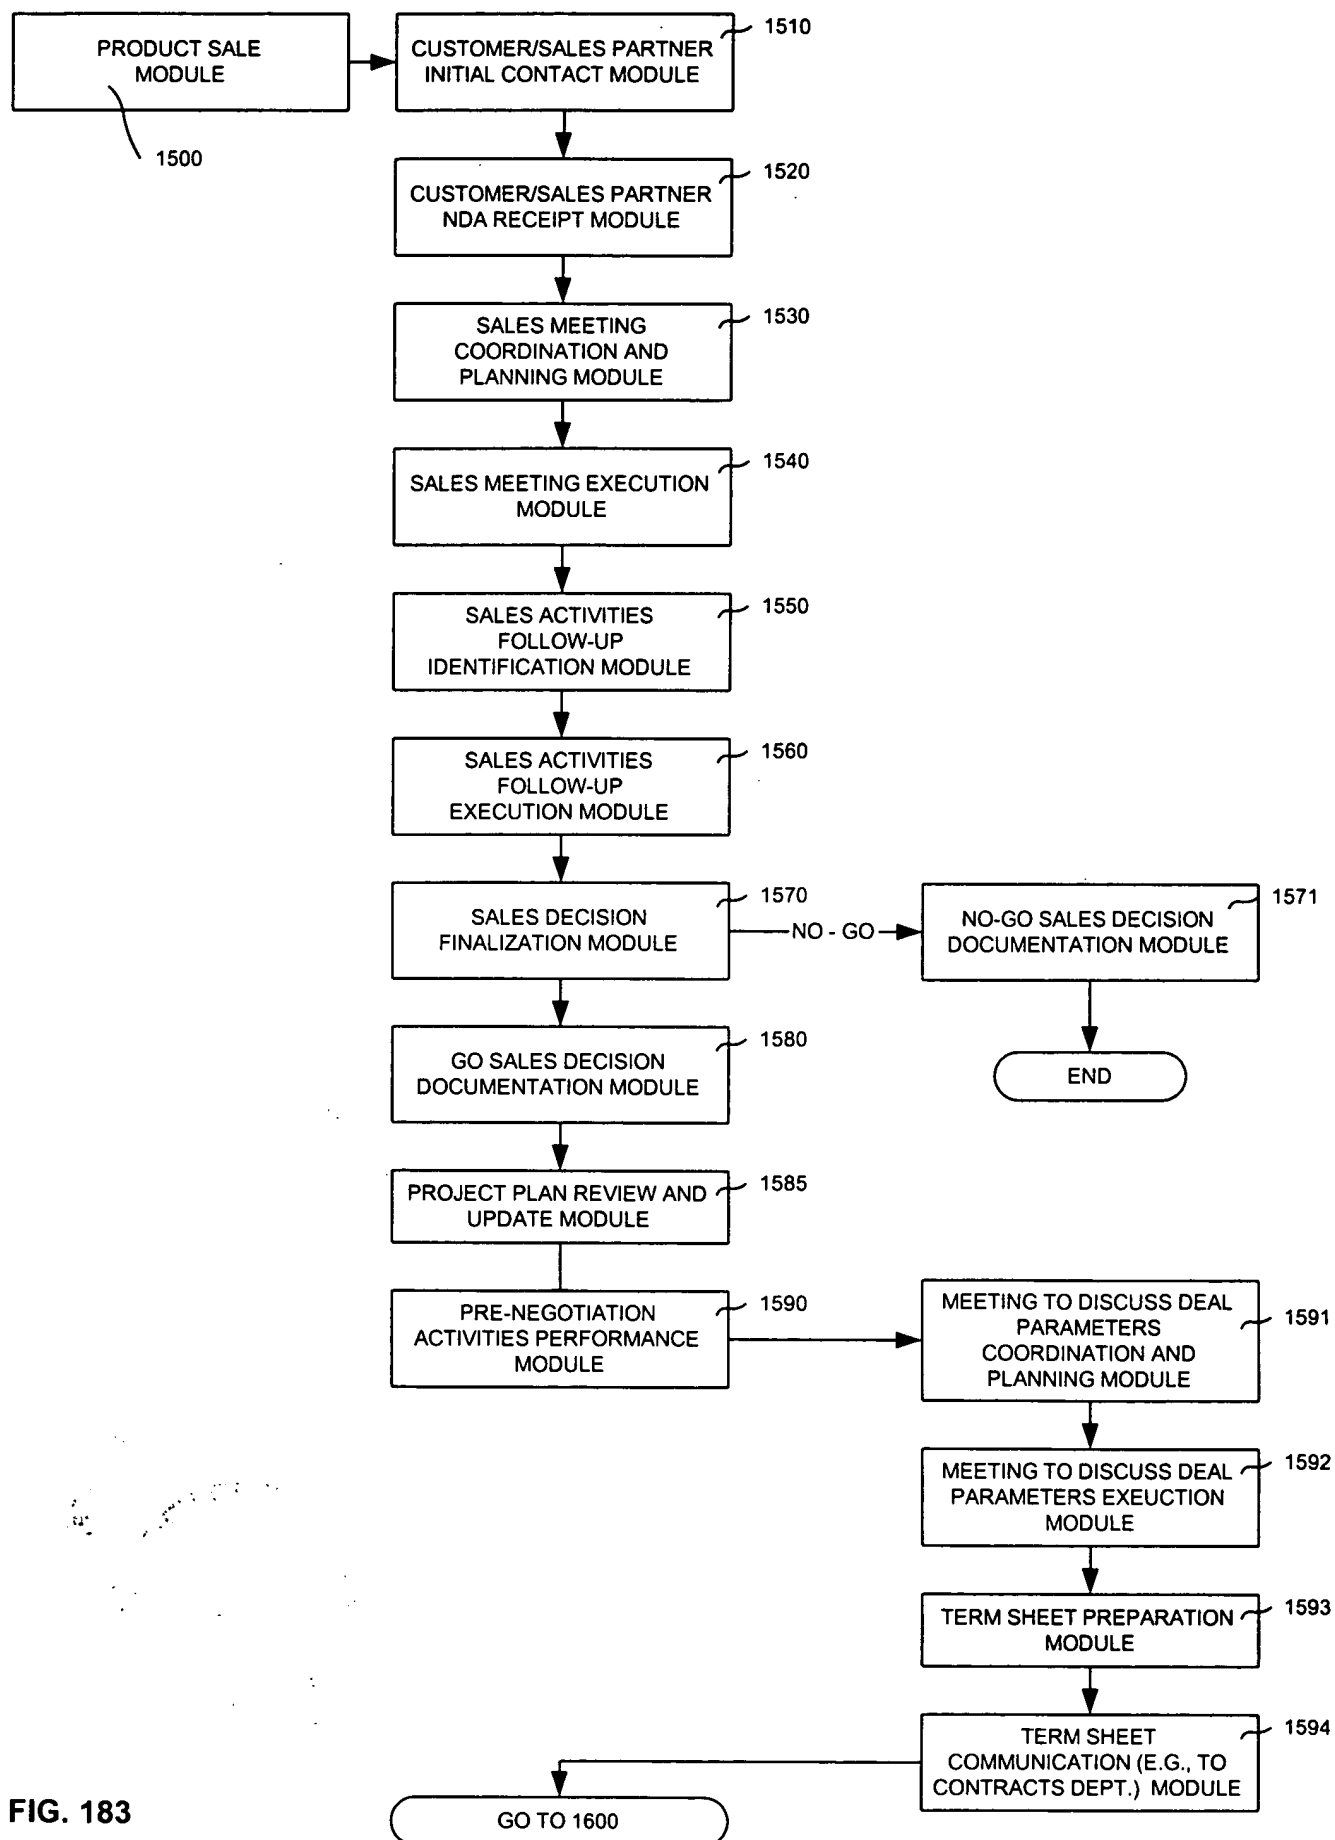 PRODUCT SALE
MODULE
1500
CUSTOMER/SALES PARTNER
INITIAL CONTACT MODULE
1510
CUSTOMER/SALES PARTNER
NDA RECEIPT MODULE
1520
SALES MEETING
COORDINATION AND
PLANNING MODULE
1530
SALES MEETING EXECUTION
MODULE
1540
SALES ACTIVITIES
FOLLOW-UP
IDENTIFICATION MODULE
1550
SALES ACTIVITIES
FOLLOW-UP
EXECUTION MODULE
1560
SALES DECISION
FINALIZATION MODULE
1570
NO - GO
NO-GO SALES DECISION
DOCUMENTATION MODULE
1571
END
GO SALES DECISION
DOCUMENTATION MODULE
1580
PROJECT PLAN REVIEW AND
UPDATE MODULE
1585
PRE-NEGOTIATION
ACTIVITIES PERFORMANCE
MODULE
1590
MEETING TO DISCUSS DEAL
PARAMETERS
COORDINATION AND
PLANNING MODULE
1591
MEETING TO DISCUSS DEAL
PARAMETERS EXEUCTION
MODULE
1592
TERM SHEET PREPARATION
MODULE
1593
TERM SHEET
COMMUNICATION (E.G., TO
CONTRACTS DEPT.) MODULE
1594
GO TO 1600
FIG. 183